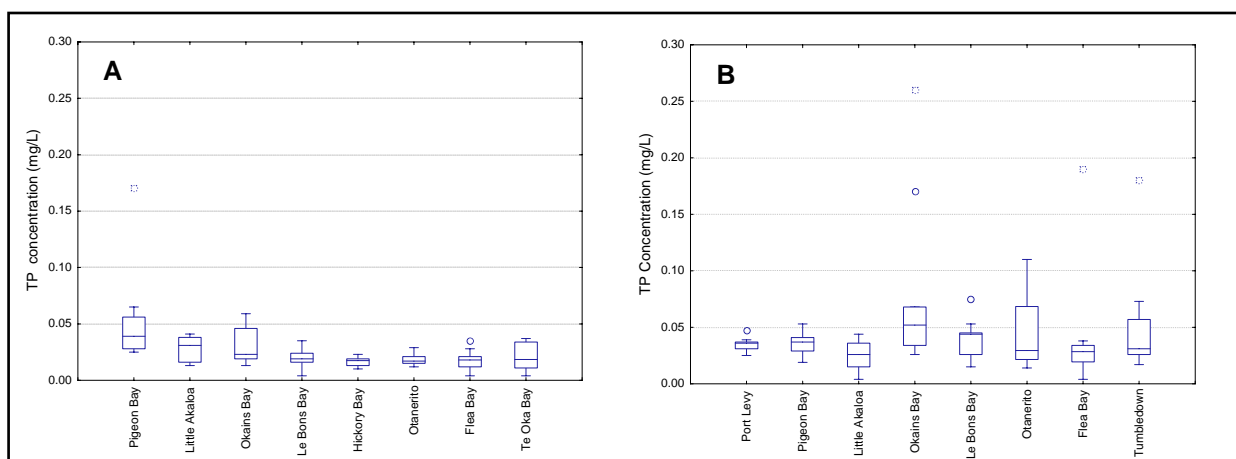 A
TP concentration (mg/L)
0.30
0.25
0.20
0.15
0.10
0.05
0.00
Pigeon Bay
Little Akaloa
Okains Bay
Le Bons Bay
Hickory Bay
Otanerito
Flea Bay
Te Oka Bay
B
TP Concentration (mg/L)
0.30
0.25
0.20
0.15
0.10
0.05
0.00
Port Levy
Pigeon Bay
Little Akaloa
Okains Bay
Le Bons Bay
Otanerito
Flea Bay
Tumbledown